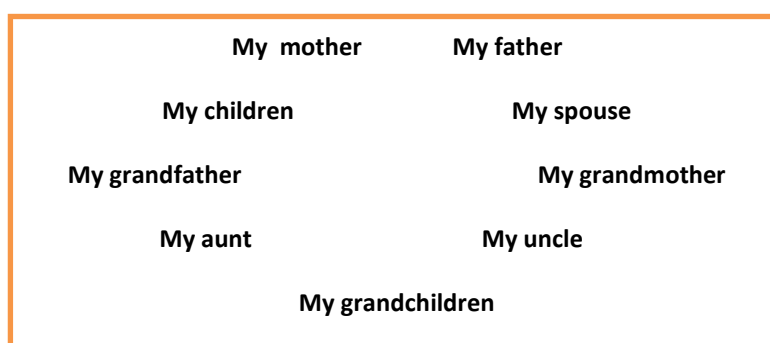 My mother My father
My children My spouse
My grandfather My grandmother
My aunt My uncle
My grandchildren